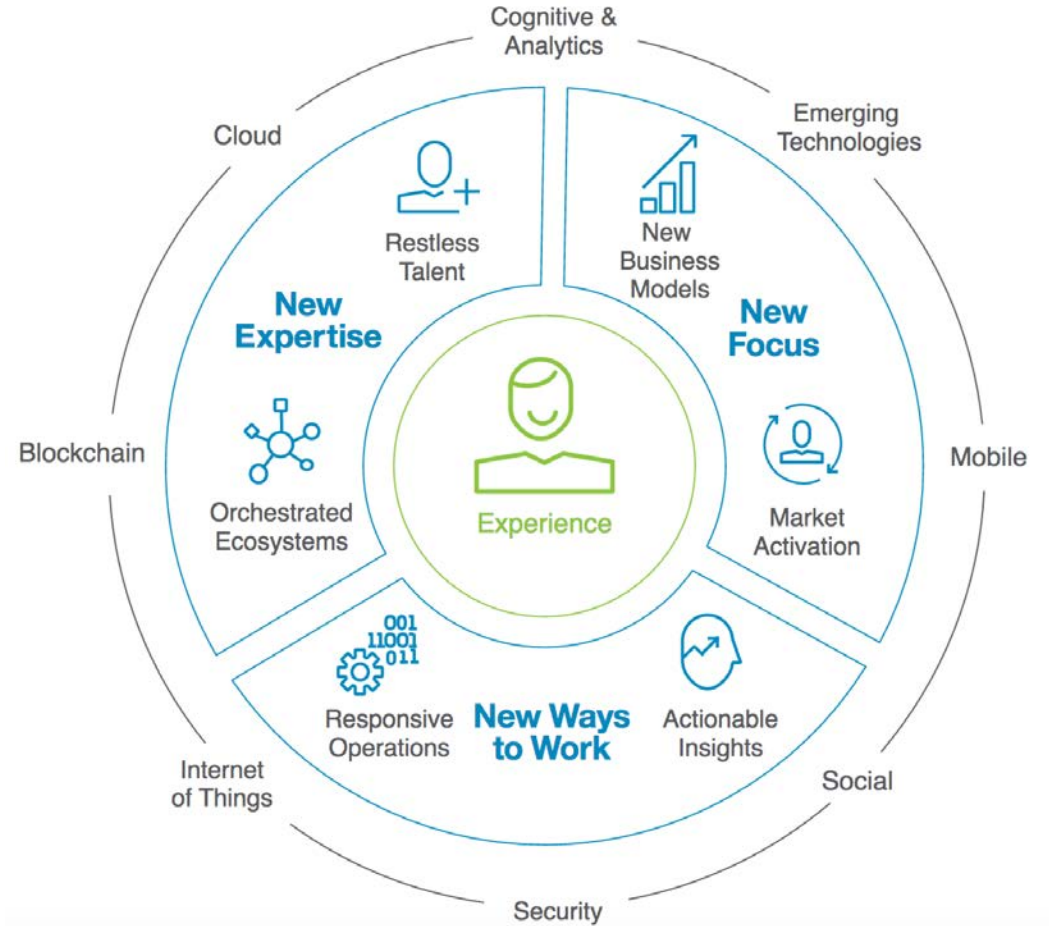 Cognitive &
Analytics
Emerging
Technologies
Cloud
Restless
Talent
New
Business
Models
New
Expertise
New
Focus
Blockchain
Mobile
Orchestrated
Ecosystems
Experience
Market
Activation
001
11001
011
Responsive
Operations
New Ways
to Work
Actionable
Insights
Internet
of Things
Social
Security